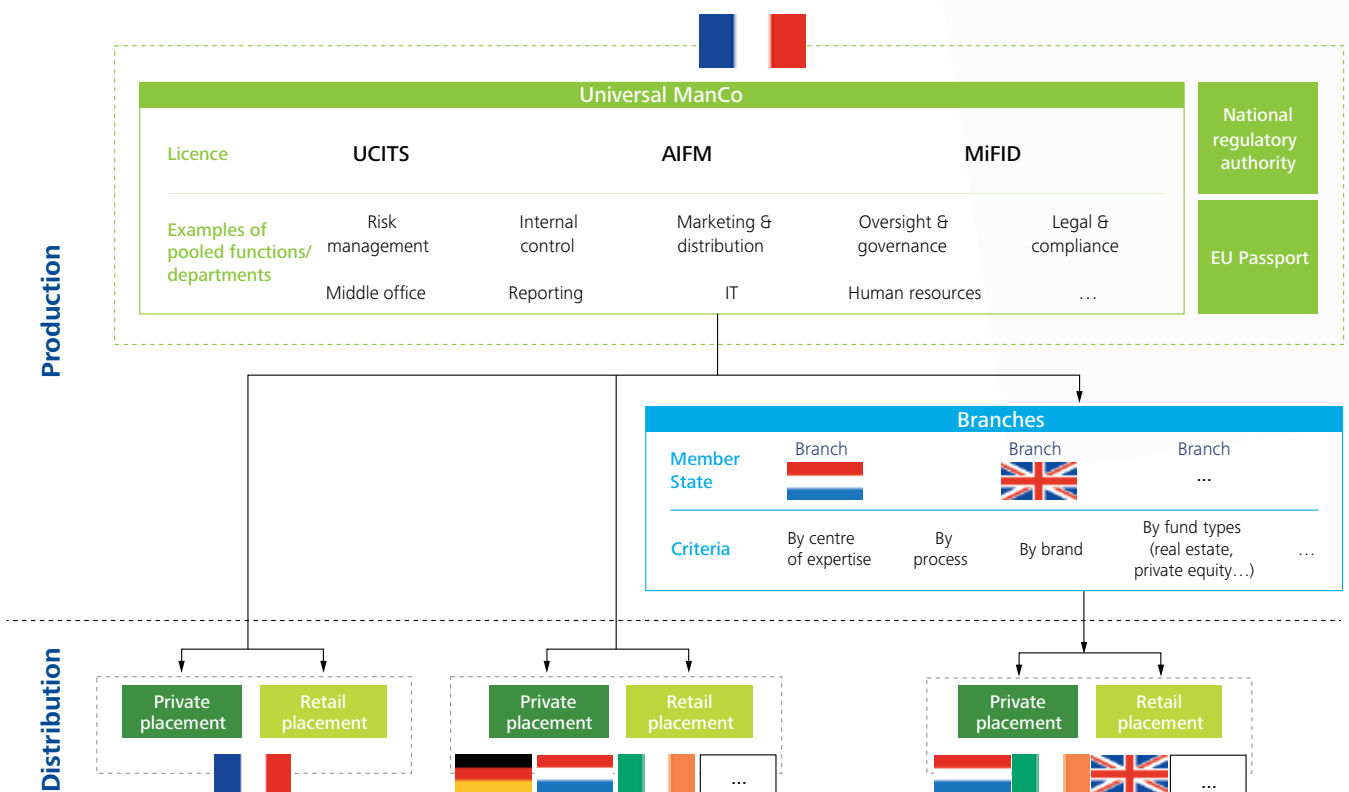 Production
Universal ManCo
Licence
UCITS
AIFM
MiFID
Examples of
pooled functions/
departments
Risk
management
Internal
control
Marketing &
distribution
Oversight &
governance
Legal &
compliance
Middle office
Reporting
IT
Human resources
...
National
regulatory
authority
EU Passport
Branches
Member
State
Branch
Branch
Branch
...
Criteria
By centre
of expertise
By
process
By brand
By fund types
(real estate,
private equity...)
...
Distribution
Private
placement
Retail
placement
Private
placement
Retail
placement
...
Private
placement
Retail
placement
...